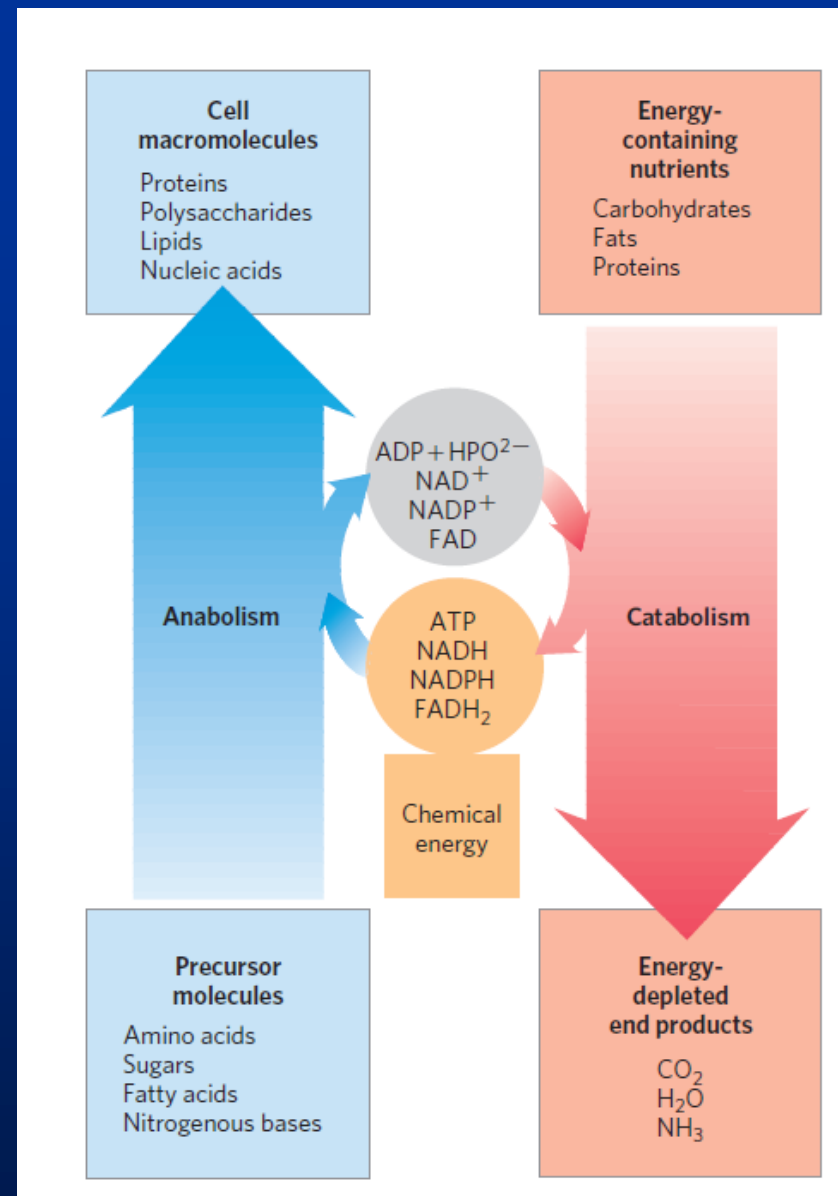 Cell
macromolecules
Proteins
Polysaccharides
Lipids
Nucleic acids
Energy-
containing
nutrients
Carbohydrates
Fats
Proteins
ADP + HPO²⁻
NAD⁺
NADP⁺
FAD
Anabolism
ATP
NADH
NADPH
FADH₂
Catabolism
Chemical
energy
Precursor
molecules
Amino acids
Sugars
Fatty acids
Nitrogenous bases
Energy-
depleted
end products
CO₂
H₂O
NH₃